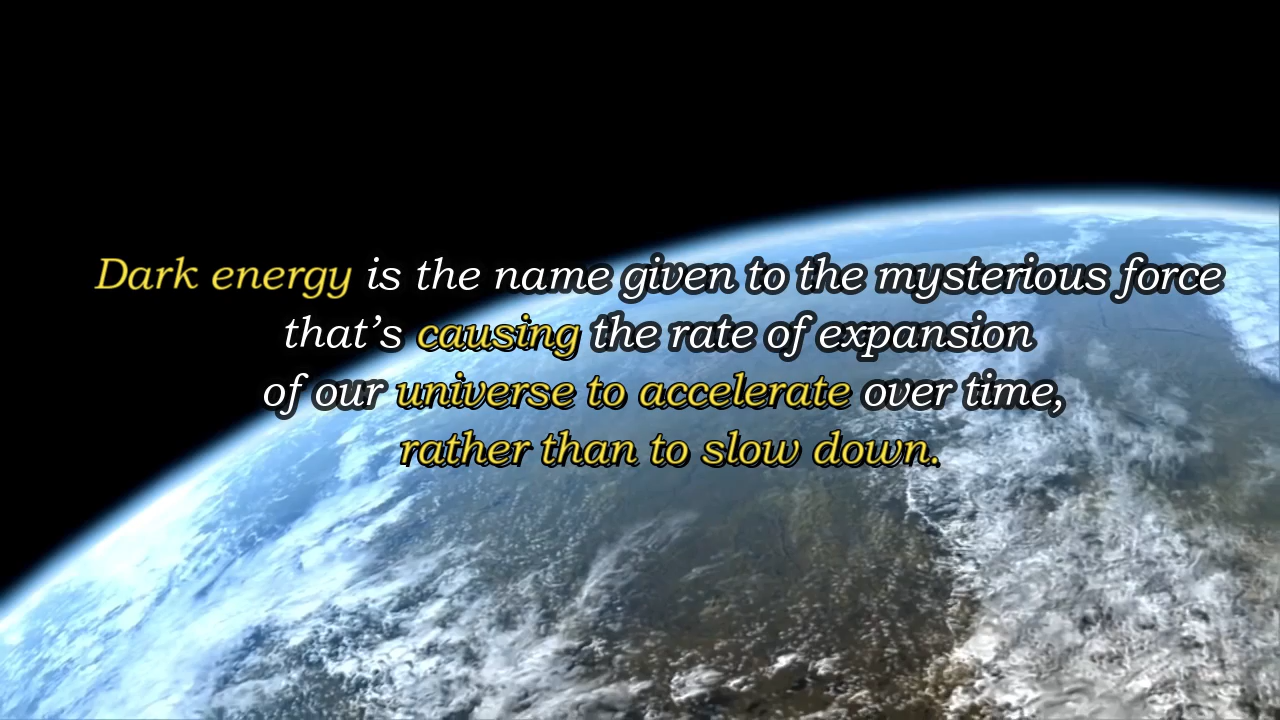 Dark energy is the name given to the mysterious force
that’s causing the rate of expansion
of our universe to accelerate over time,
rather than to slow down.